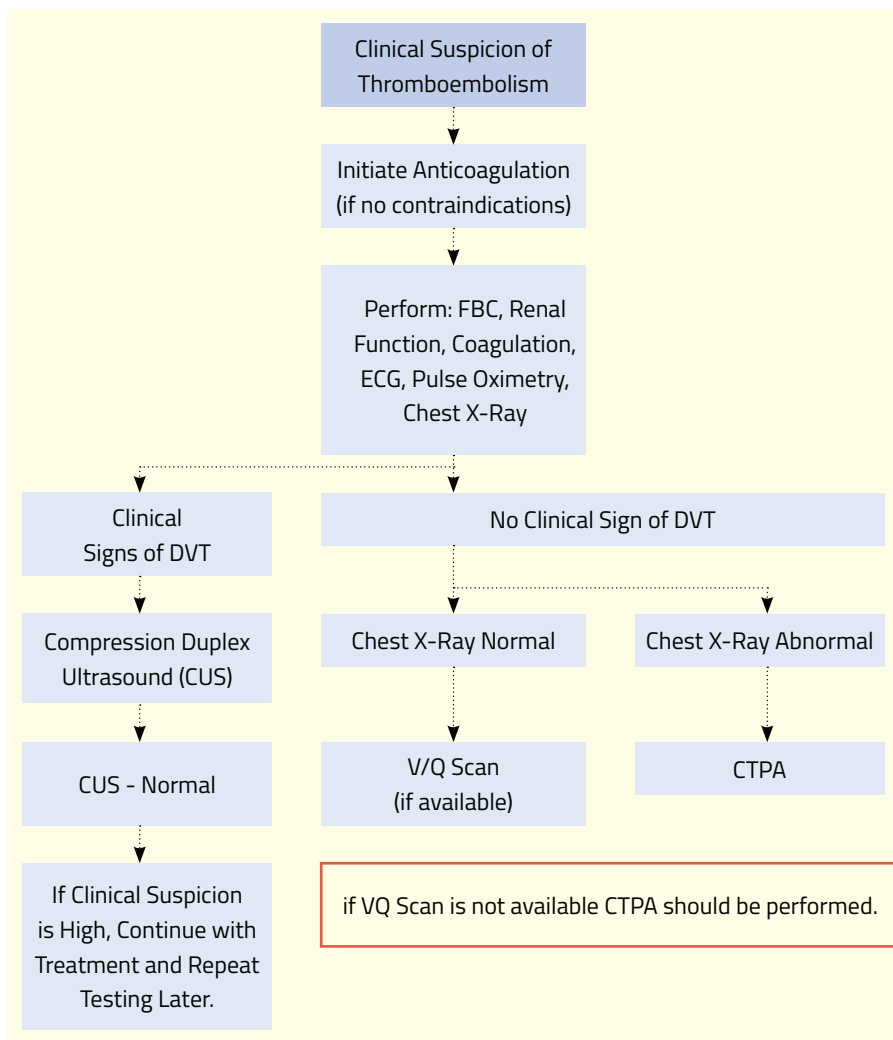 Clinical Suspicion of
Thromboembolism
Initiate Anticoagulation
(if no contraindications)
Perform: FBC, Renal
Function, Coagulation,
ECG, Pulse Oximetry,
Chest X-Ray
Clinical
Signs of DVT
No Clinical Sign of DVT
Compression Duplex
Ultrasound (CUS)
Chest X-Ray Normal
Chest X-Ray Abnormal
CUS - Normal
V/Q Scan
(if available)
CTPA
If Clinical Suspicion
is High, Continue with
Treatment and Repeat
Testing Later.
if VQ Scan is not available CTPA should be performed.